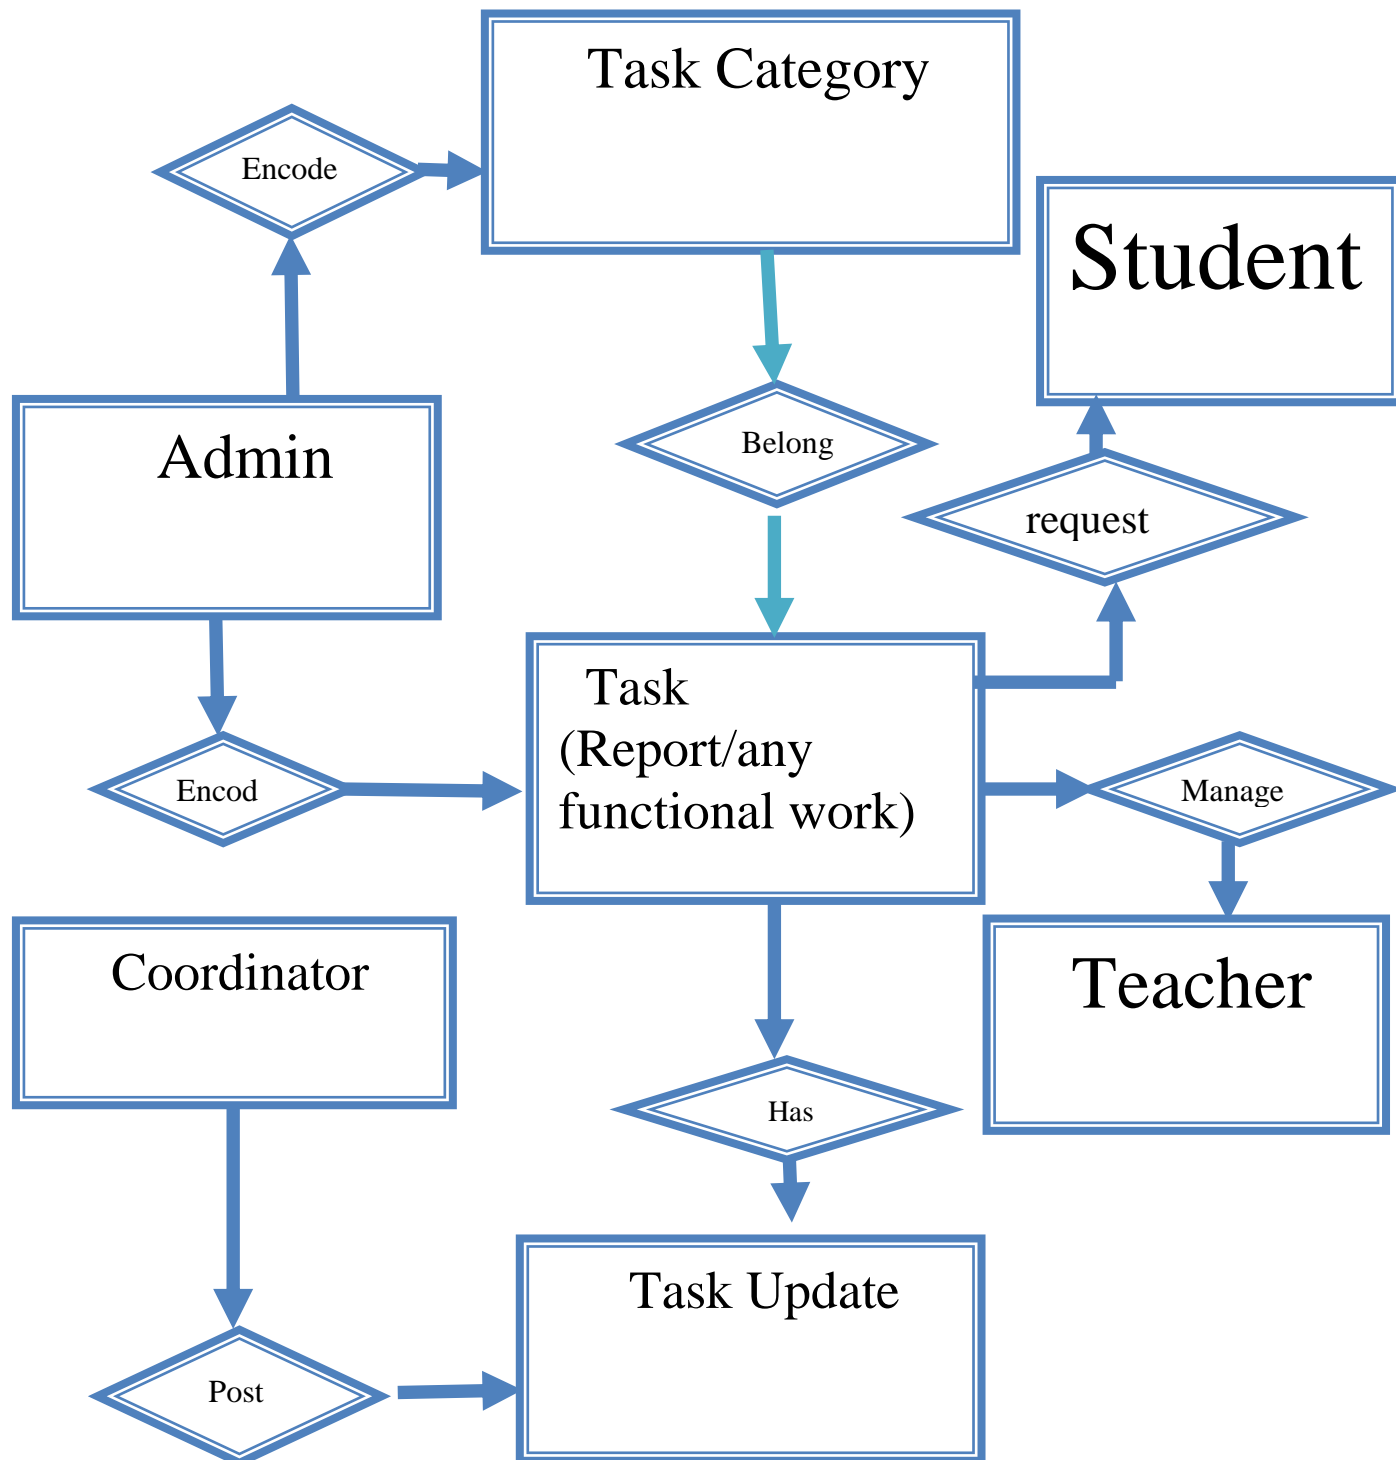 Task Category
Encode
Student
Admin
Belong
request
Task
(Report/any
functional work)
Encod
Manage
Coordinator
Teacher
Has
Task Update
Post